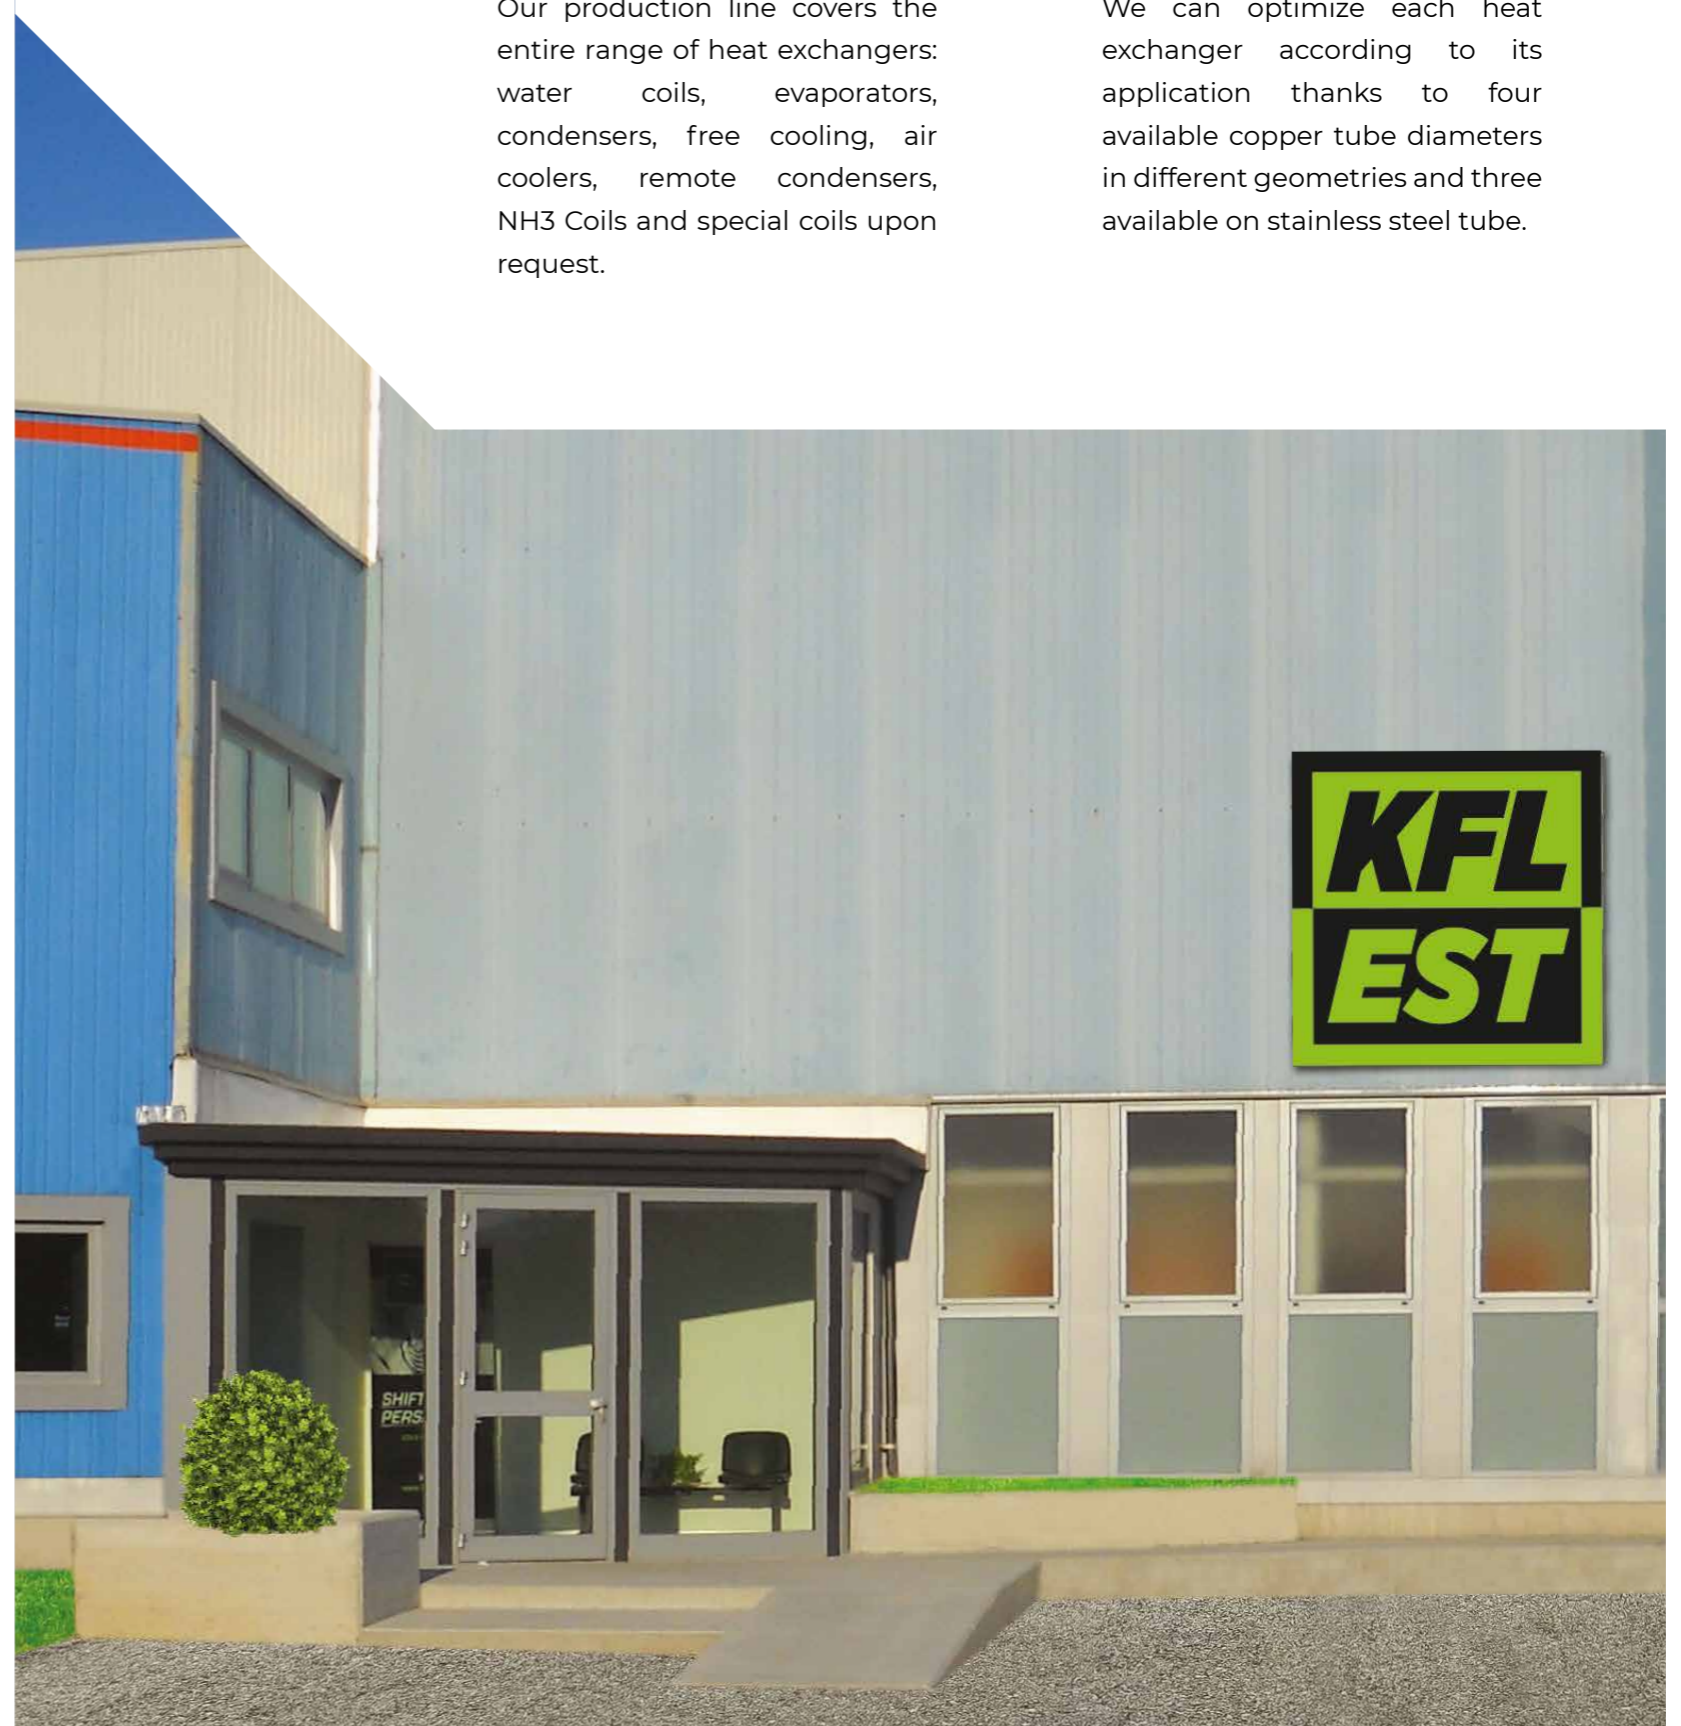 Our production line covers the
entire range of heat exchangers:
water coils, evaporators,
condensers, free cooling, air
coolers, remote condensers,
NH3 Coils and special coils upon
request.
We can optimize each heat
exchanger according to its
application thanks to four
available copper tube diameters
in different geometries and three
available on stainless steel tube.
KFL
EST
SHIFT
PERS